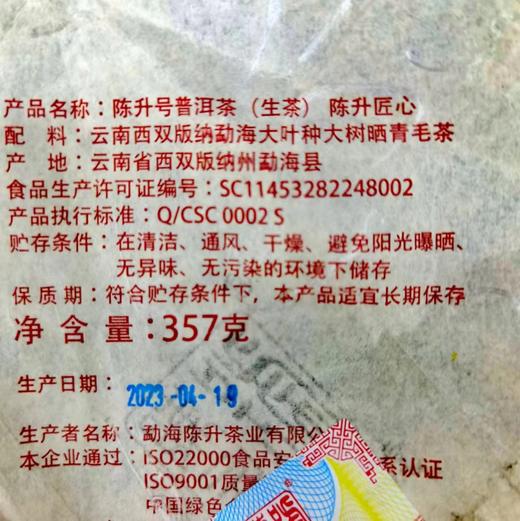 产品名称：陈升号普洱茶（生茶）陈升匠心
配 料：云南西双版纳勐海大叶种大树晒青毛茶
产 地：云南省西双版纳州勐海县
食品生产许可证编号：SC11453282248002
产品执行标准：Q/CSC 0002 S
贮存条件：在清洁、通风、干燥、避免阳光曝晒、
无异味、无污染的环境下储存
保 质 期：符合贮存条件下，本产品适宜长期保存
净 含 量：357克
生产日期：2023-04-19
生产者名称：勐海陈升茶业有限公
本企业通过：ISO22000食品安 系认证
ISO9001质量
中国绿色